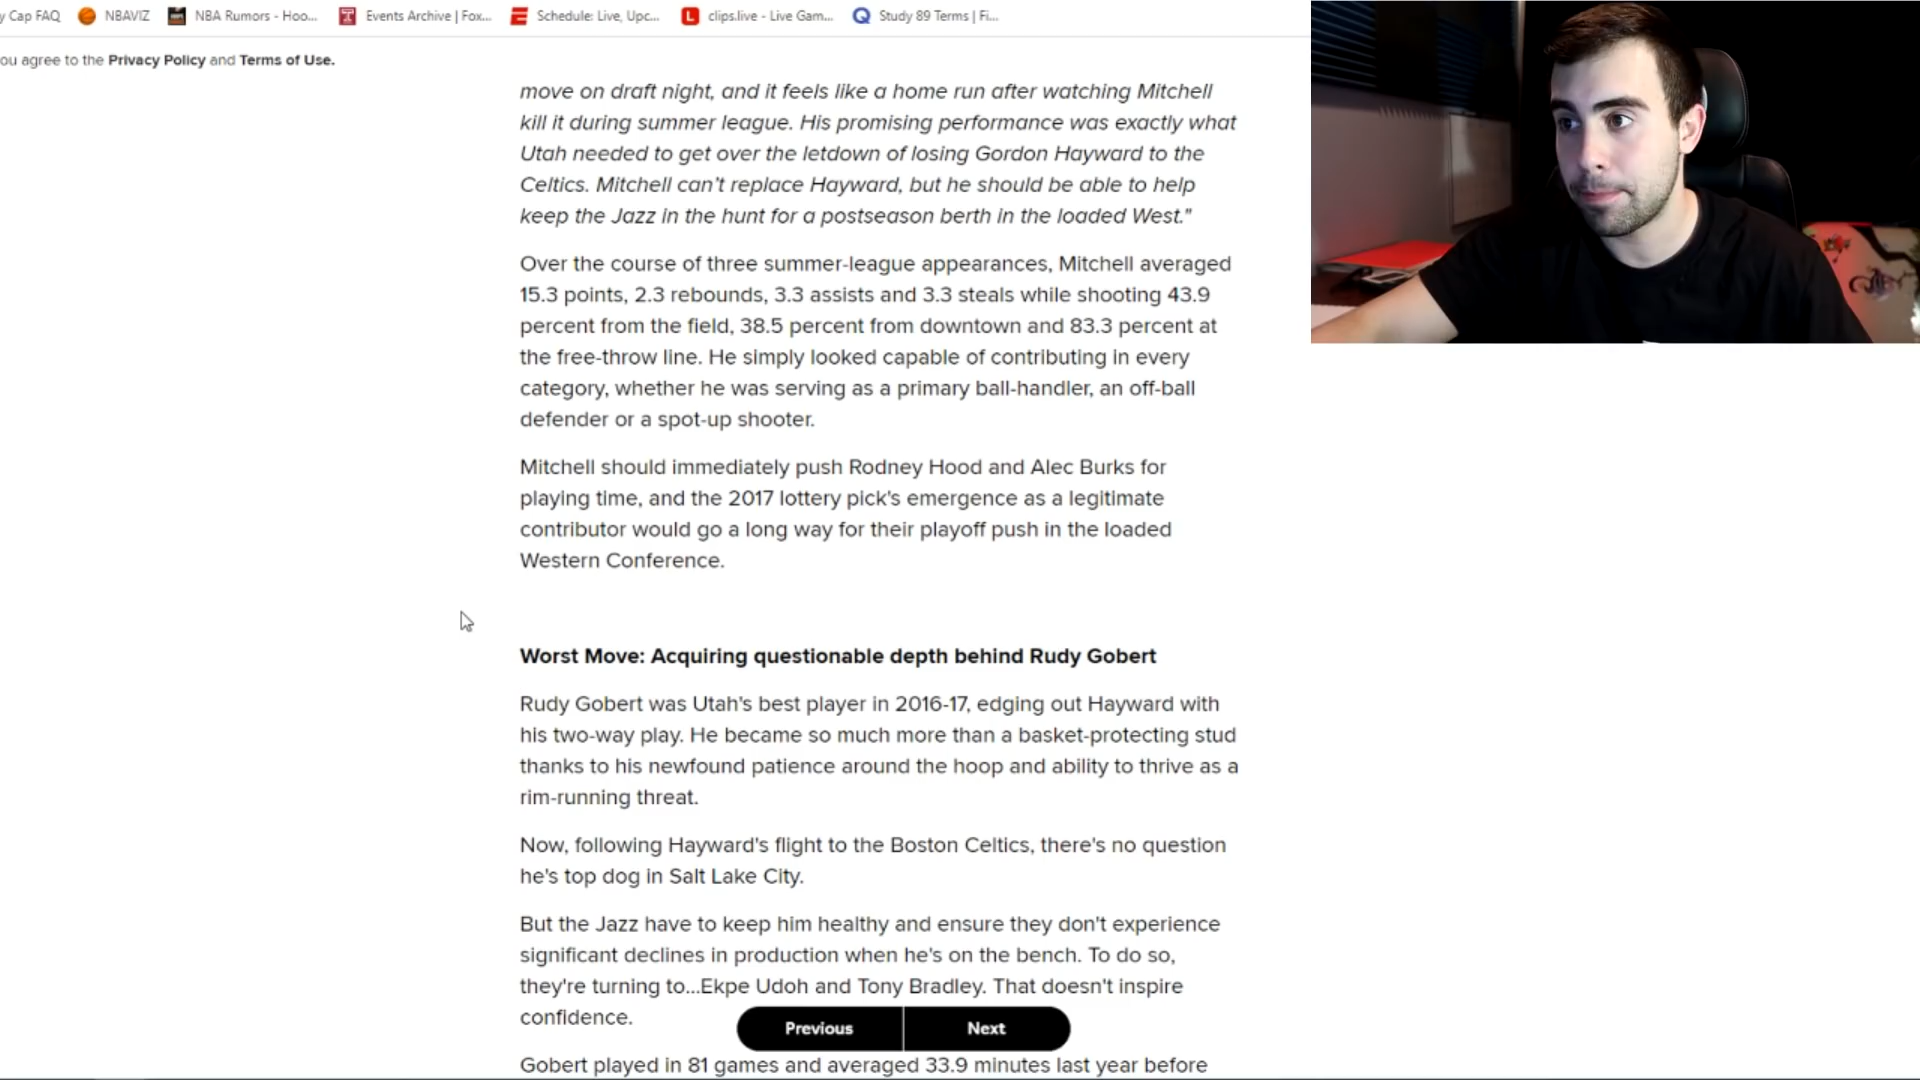 y Cap FAQ
NBAVIZ
NBA Rumors - Hoo...
Events Archive | Fox...
Schedule: Live, Upc...
clips.live - Live Gam...
Study 89 Terms | Fi...
ou agree to the Privacy Policy and Terms of Use.
move on draft night, and it feels like a home run after watching Mitchell
kill it during summer league. His promising performance was exactly what
Utah needed to get over the letdown of losing Gordon Hayward to the
Celtics. Mitchell can't replace Hayward, but he should be able to help
keep the Jazz in the hunt for a postseason berth in the loaded West."
Over the course of three summer-league appearances, Mitchell averaged
15.3 points, 2.3 rebounds, 3.3 assists and 3.3 steals while shooting 43.9
percent from the field, 38.5 percent from downtown and 83.3 percent at
the free-throw line. He simply looked capable of contributing in every
category, whether he was serving as a primary ball-handler, an off-ball
defender or a spot-up shooter.
Mitchell should immediately push Rodney Hood and Alec Burks for
playing time, and the 2017 lottery pick's emergence as a legitimate
contributor would go a long way for their playoff push in the loaded
Western Conference.
Worst Move: Acquiring questionable depth behind Rudy Gobert
Rudy Gobert was Utah's best player in 2016-17, edging out Hayward with
his two-way play. He became so much more than a basket-protecting stud
thanks to his newfound patience around the hoop and ability to thrive as a
rim-running threat.
Now, following Hayward's flight to the Boston Celtics, there's no question
he's top dog in Salt Lake City.
But the Jazz have to keep him healthy and ensure they don't experience
significant declines in production when he's on the bench. To do so,
they're turning to...Ekpe Udoh and Tony Bradley. That doesn't inspire
confidence.
Previous
Next
Gobert played in 81 games and averaged 33.9 minutes last year before